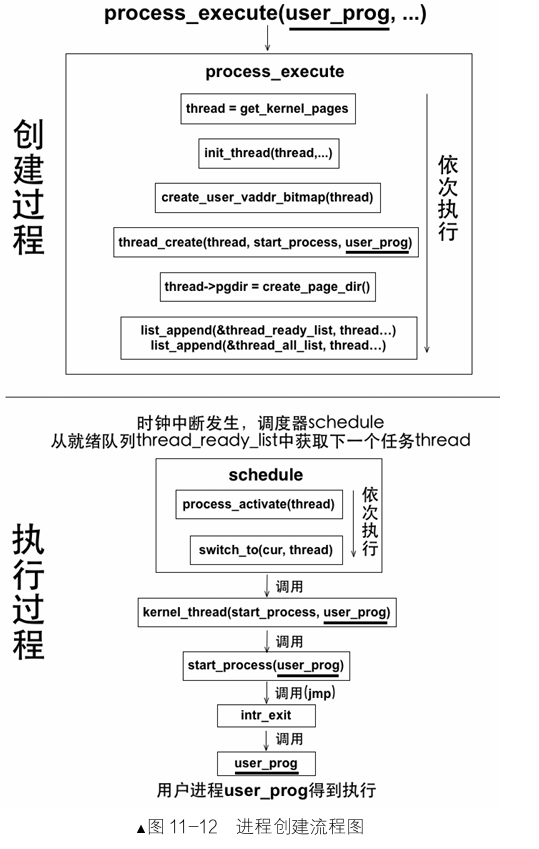 process_execute(user_prog, ...)
创建过程
process_execute
thread = get_kernel_pages
init_thread(thread,...)
create_user_vaddr_bitmap(thread)
thread_create(thread, start_process, user_prog)
thread->pgdir = create_page_dir()
list_append(&thread_ready_list, thread…)
list_append(&thread_all_list, thread…)
依次执行
时钟中断发生，调度器schedule
从就绪队列thread_ready_list中获取下一个任务thread
执行过程
schedule
process_activate(thread)
switch_to(cur, thread)
依次执行
调用
kernel_thread(start_process, user_prog)
调用
start_process(user_prog)
调用(jmp)
intr_exit
调用
user_prog
用户进程user_prog得到执行
▲图 11-12 进程创建流程图